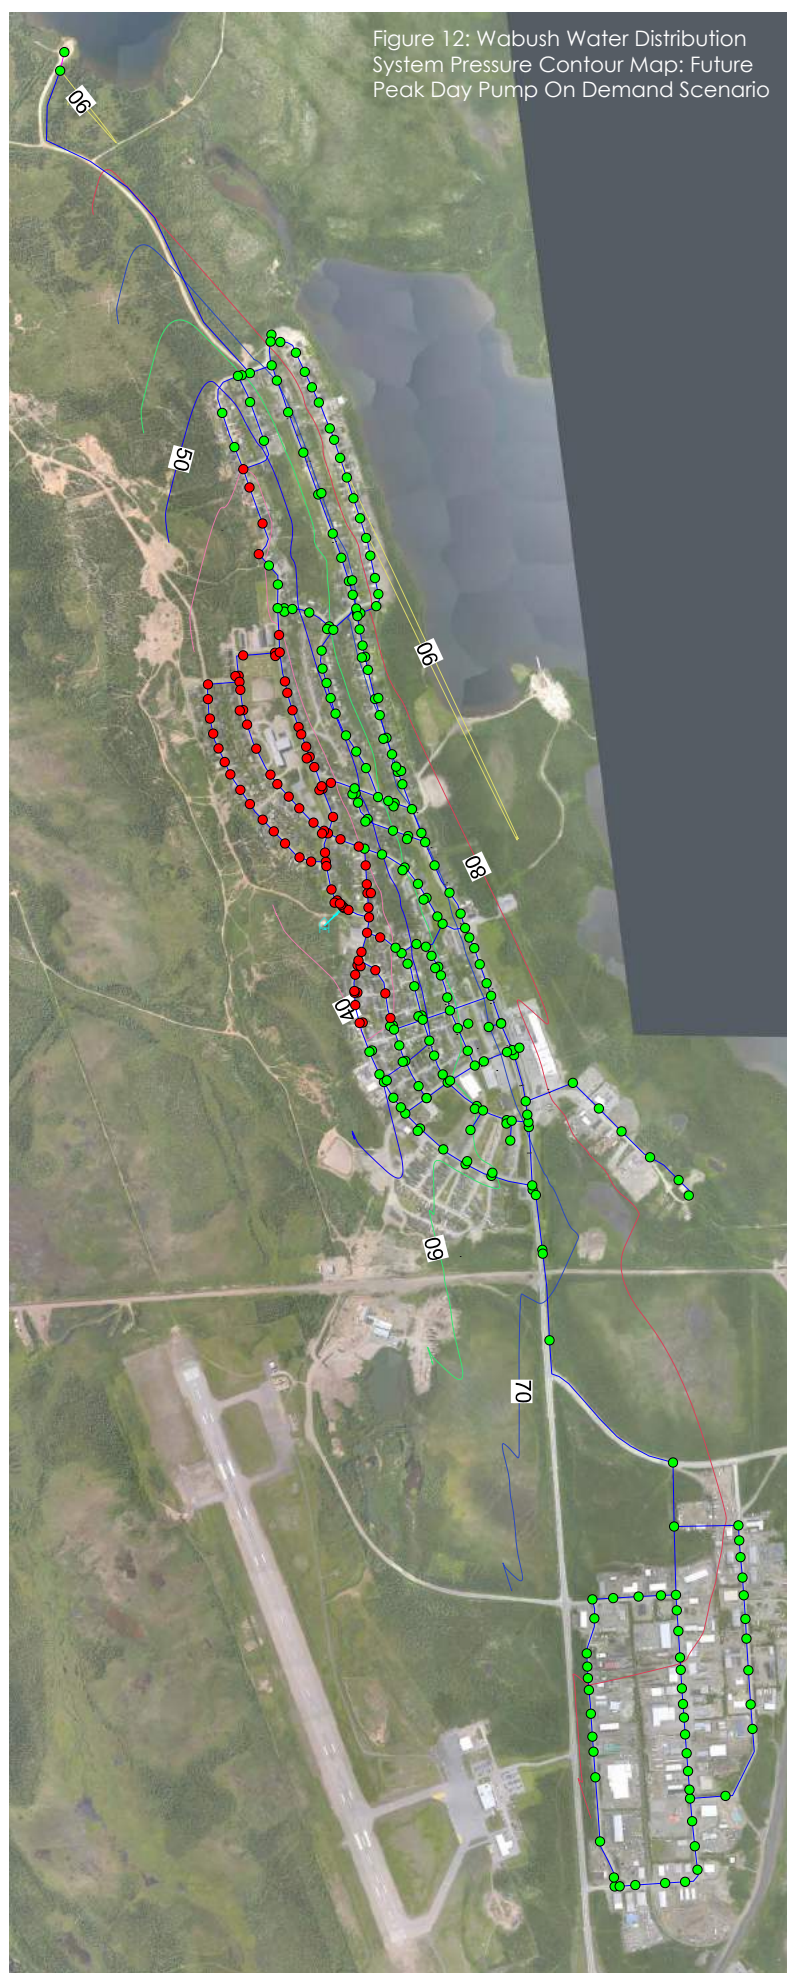 Figure 12: Wabush Water Distribution
System Pressure Contour Map: Future
Peak Day Pump On Demand Scenario
90
50
90
80
40
60
70